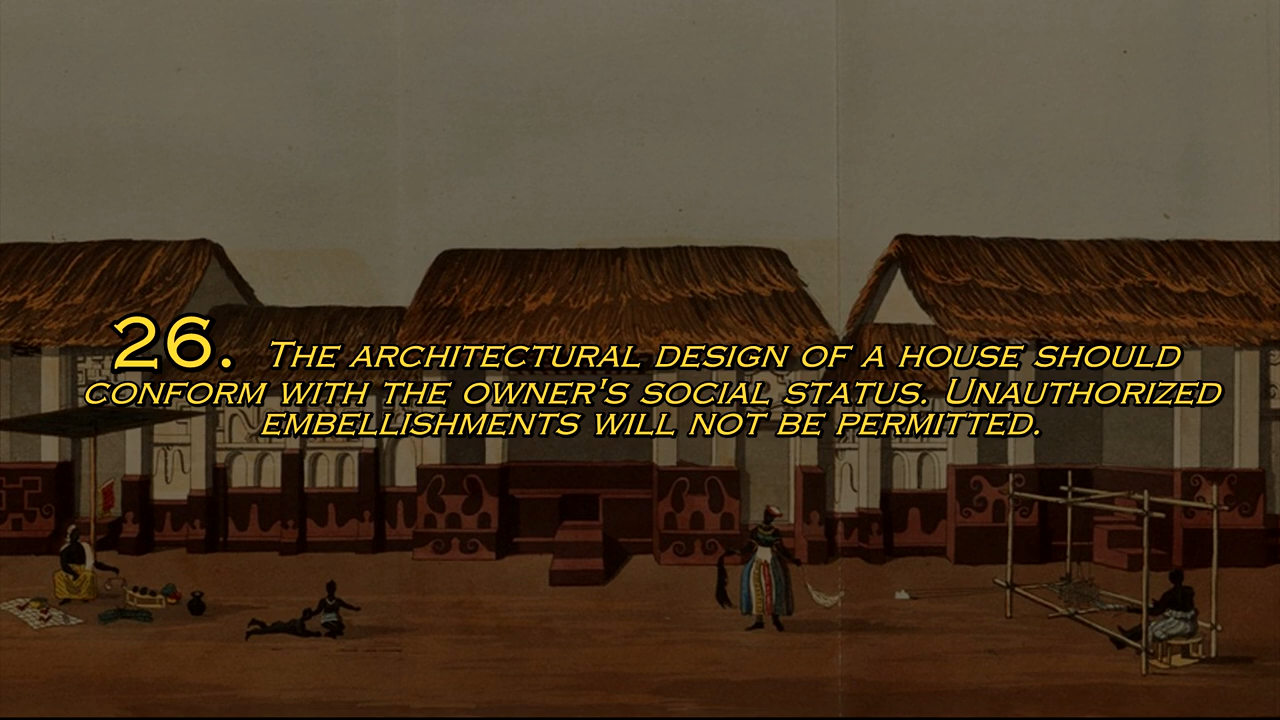 26. The architectural design of a house should
conform with the owner's social status. Unauthorized
embellishments will not be permitted.